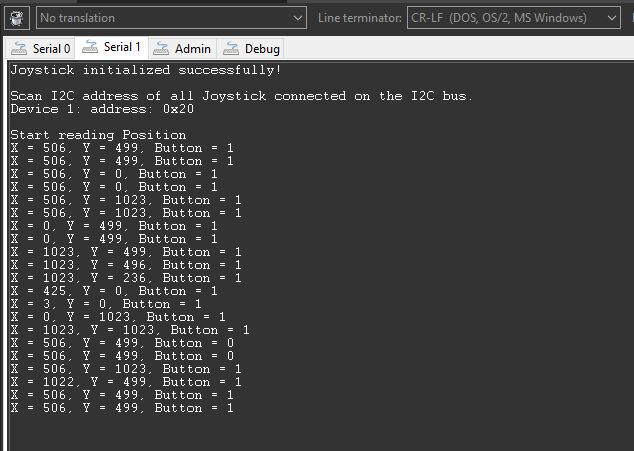 No translation
Line terminator: CR-LF (DOS, OS/2, MS Windows)
Serial 0
Serial 1
Admin
Debug
Joystick initialized successfully!
Scan I2C address of all Joystick connected on the I2C bus.
Device 1: address: 0x20
Start reading Position
X = 506, Y = 499, Button = 1
X = 506, Y = 499, Button = 1
X = 506, Y = 0, Button = 1
X = 506, Y = 0, Button = 1
X = 506, Y = 1023, Button = 1
X = 506, Y = 1023, Button = 1
X = 0, Y = 499, Button = 1
X = 0, Y = 499, Button = 1
X = 1023, Y = 499, Button = 1
X = 1023, Y = 496, Button = 1
X = 1023, Y = 236, Button = 1
X = 425, Y = 0, Button = 1
X = 3, Y = 0, Button = 1
X = 0, Y = 1023, Button = 1
X = 1023, Y = 1023, Button = 1
X = 506, Y = 499, Button = 0
X = 506, Y = 499, Button = 0
X = 506, Y = 1023, Button = 1
X = 1022, Y = 499, Button = 1
X = 506, Y = 499, Button = 1
X = 506, Y = 499, Button = 1